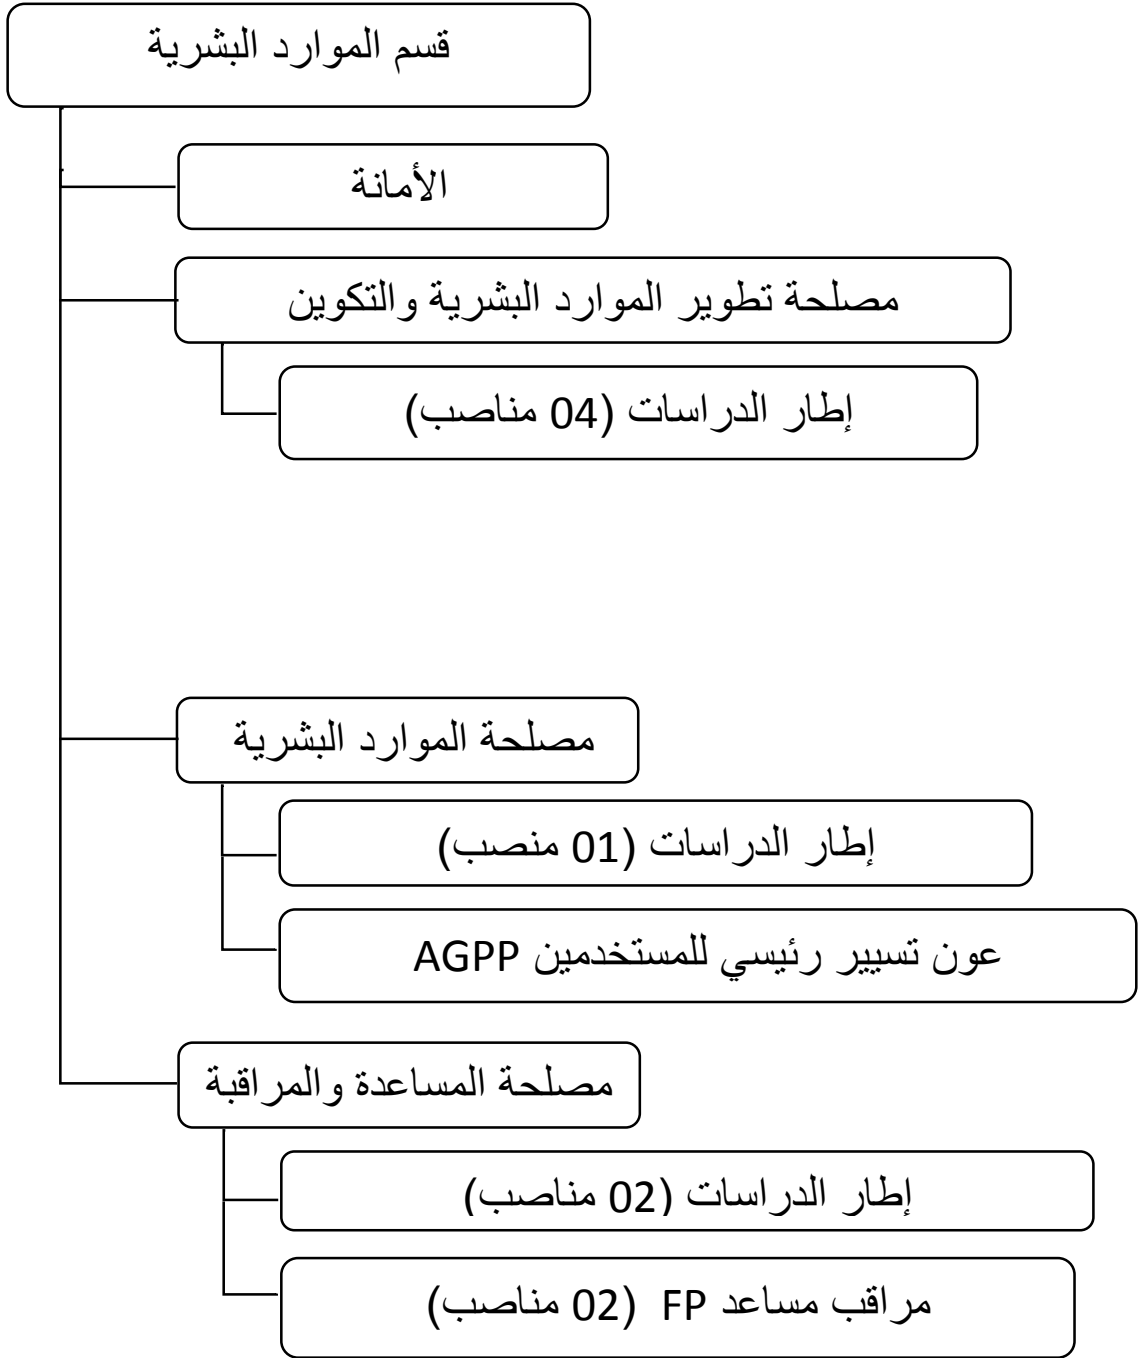 قسم الموارد البشرية
الأمانة
مصلحة تطوير الموارد البشرية والتكوين
إطار الدراسات (04 مناصب)
مصلحة الموارد البشرية
إطار الدراسات (01 منصب)
عون تسيير رئيسي للمستخدمين AGPP
مصلحة المساعدة والمراقبة
إطار الدراسات (02 مناصب)
مراقب مساعد FP (02 مناصب)